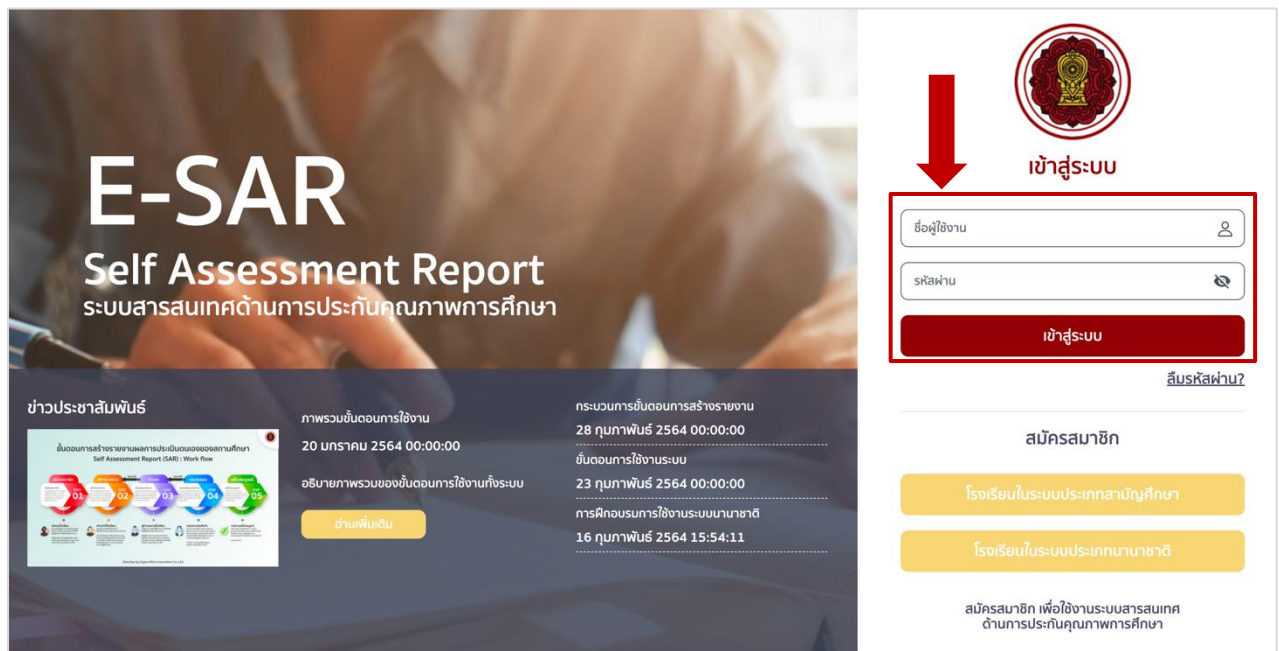 E-SAR
Self Assessment Report
ระบบสารสนเทศด้านการประกันคุณภาพการศึกษา
ข่าวประชาสัมพันธ์
ขั้นตอนการสร้างรายงานผลการประเมินตนเองของสถานศึกษา
Self Assessment Report (SAR) : Work flow
01
02
03
04
05
ภาพรวมขั้นตอนการใช้งาน
20 มกราคม 2564 00:00:00
อธิบายภาพรวมของขั้นตอนการใช้งานทั้งระบบ
อ่านเพิ่มเติม
กระบวนการขั้นตอนการสร้างรายงาน
28 กุมภาพันธ์ 2564 00:00:00
ขั้นตอนการใช้งานระบบ
23 กุมภาพันธ์ 2564 00:00:00
การฝึกอบรมการใช้งานระบบนานาชาติ
16 กุมภาพันธ์ 2564 15:54:11
เข้าสู่ระบบ
ชื่อผู้ใช้งาน
รหัสผ่าน
เข้าสู่ระบบ
ลืมรหัสผ่าน?
สมัครสมาชิก
โรงเรียนในระบบประเภทสามัญศึกษา
โรงเรียนในระบบประเภทนานาชาติ
สมัครสมาชิก เพื่อใช้งานระบบสารสนเทศ
ด้านการประกันคุณภาพการศึกษา